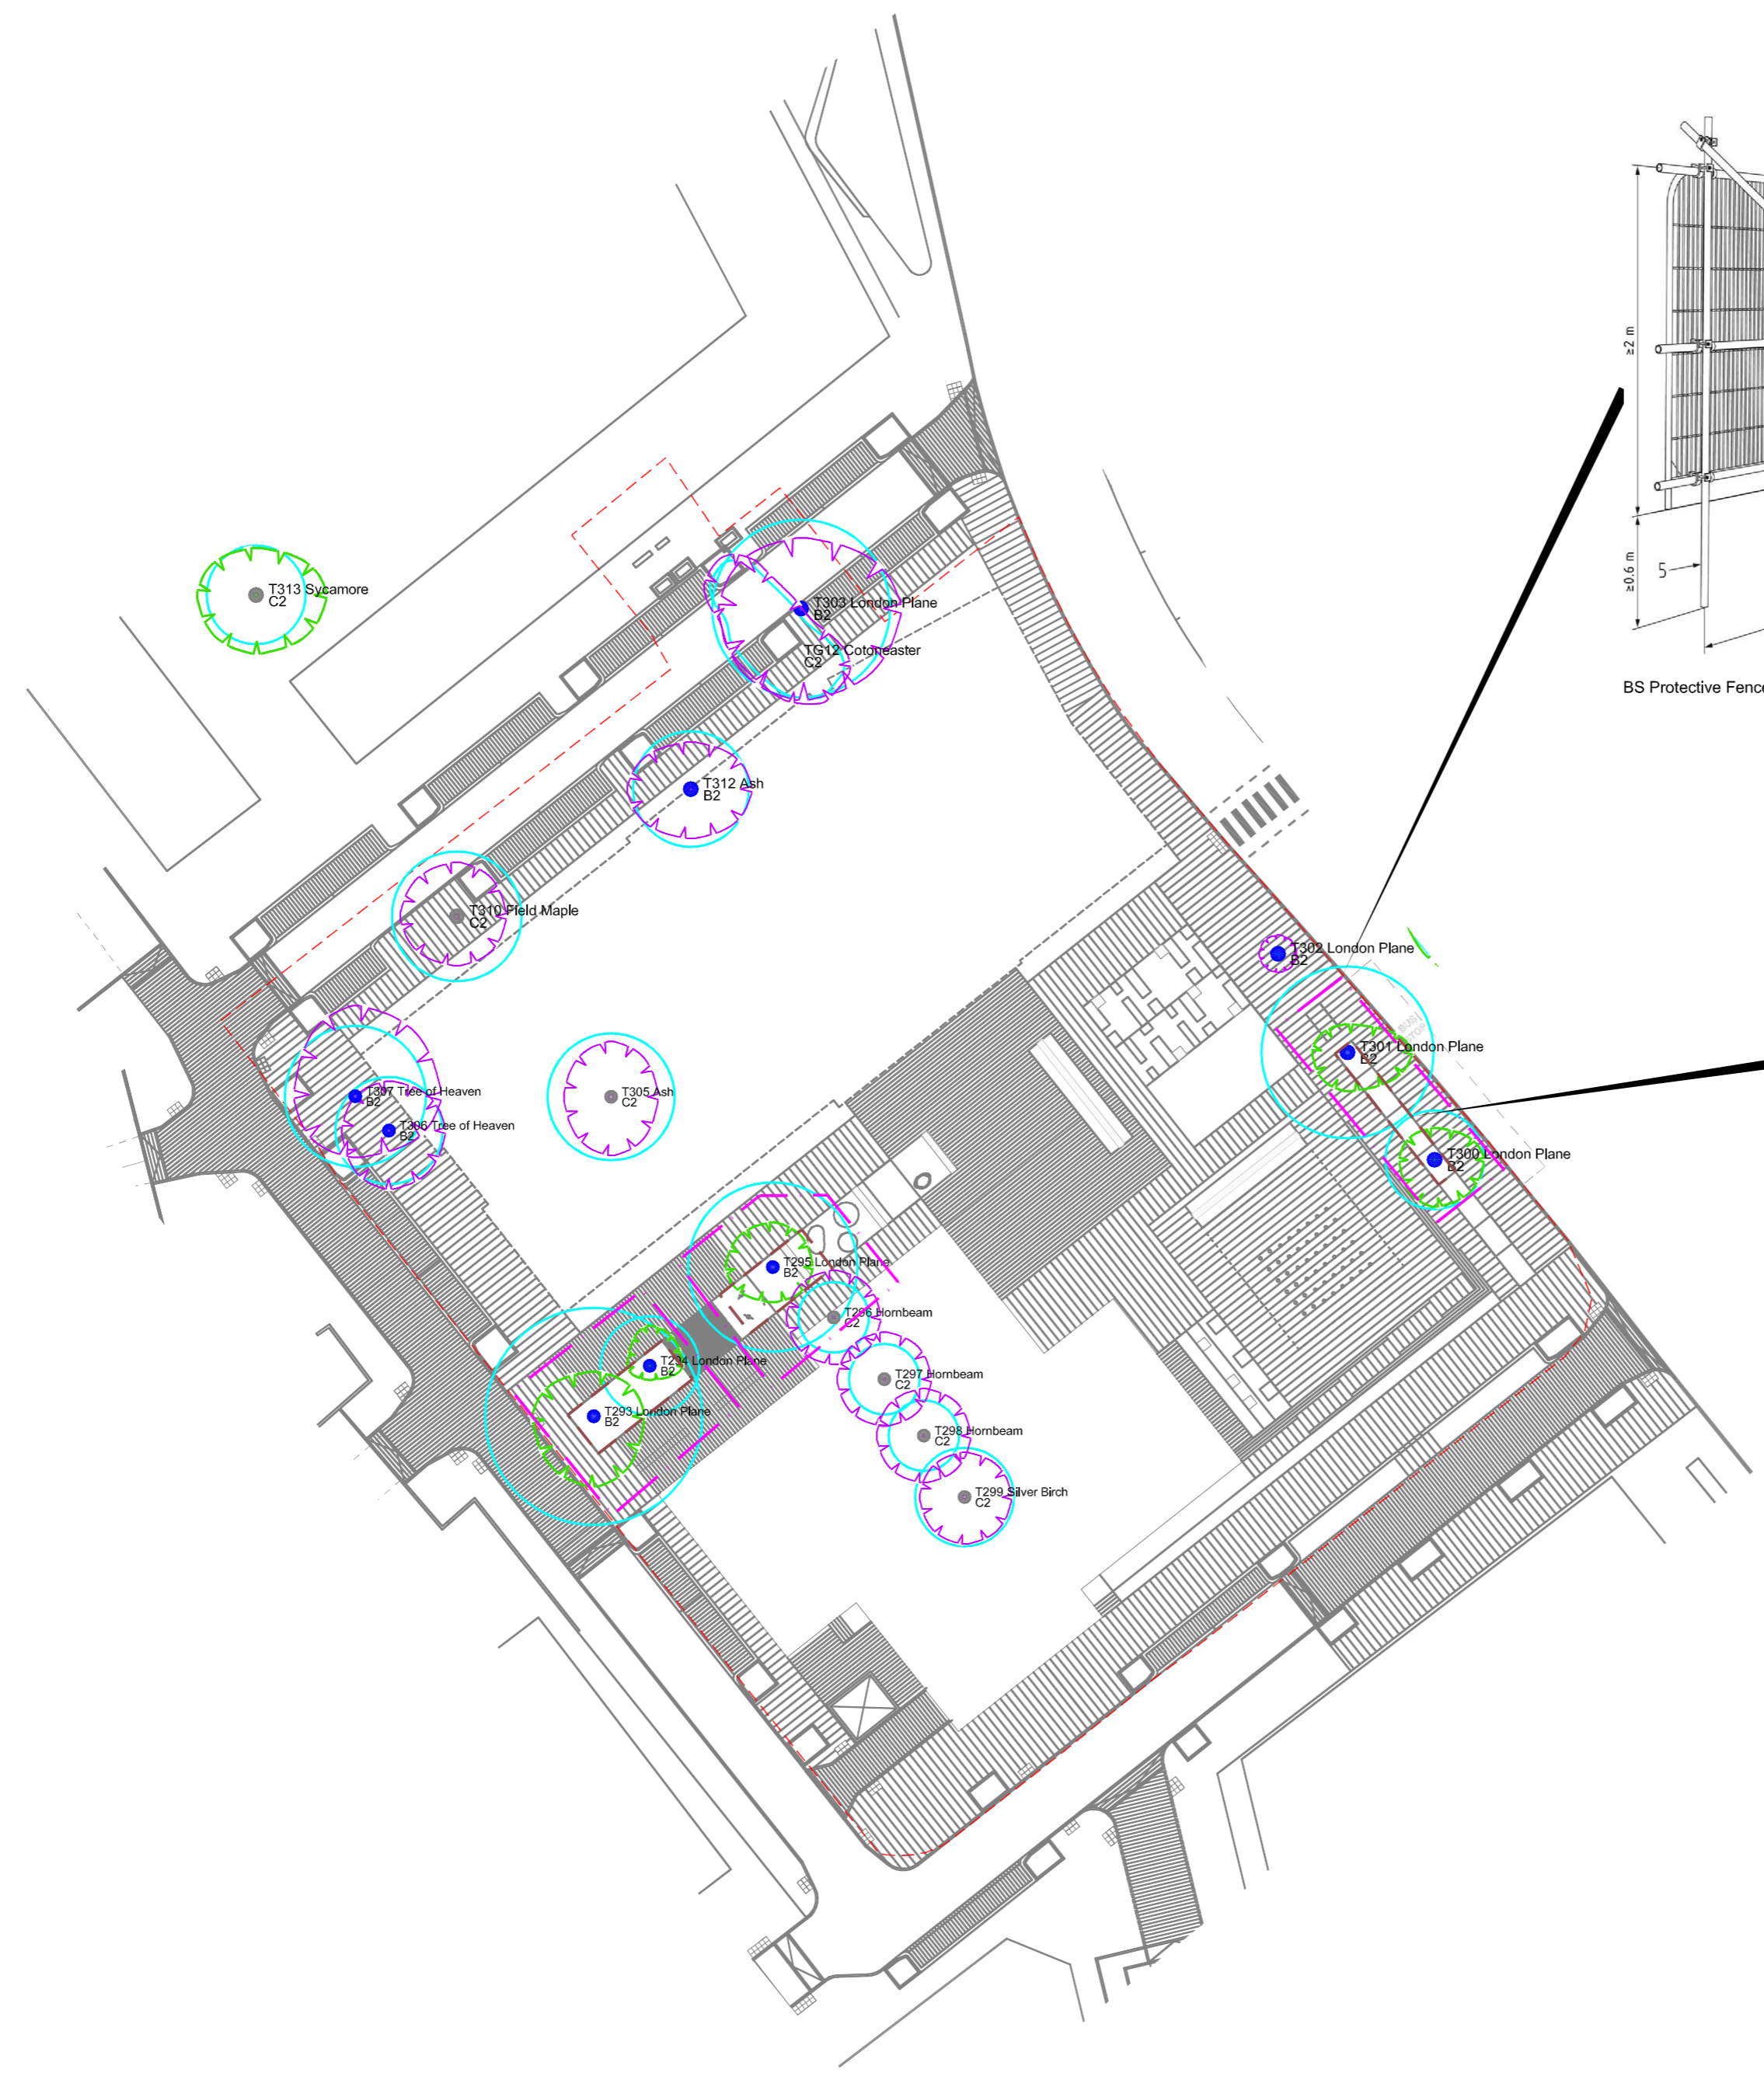 ≥2 m
≥0.6 m
5
BS Protective Fence
T313 Sycamore
C2
T303 London Plane
B2
TG12 Cotoneaster
C2
T312 Ash
B2
T310 Field Maple
C2
T302 London Plane
B2
BUS
STOP
T301 London Plane
B2
T307 Tree of Heaven
B2
T306 Tree of Heaven
B2
T305 Ash
C2
T300 London Plane
B2
T295 London Plane
B2
T296 Hornbeam
C2
T294 London Plane
B2
T297 Hornbeam
C2
T293 London Plane
B2
T298 Hornbeam
C2
T299 Silver Birch
C2